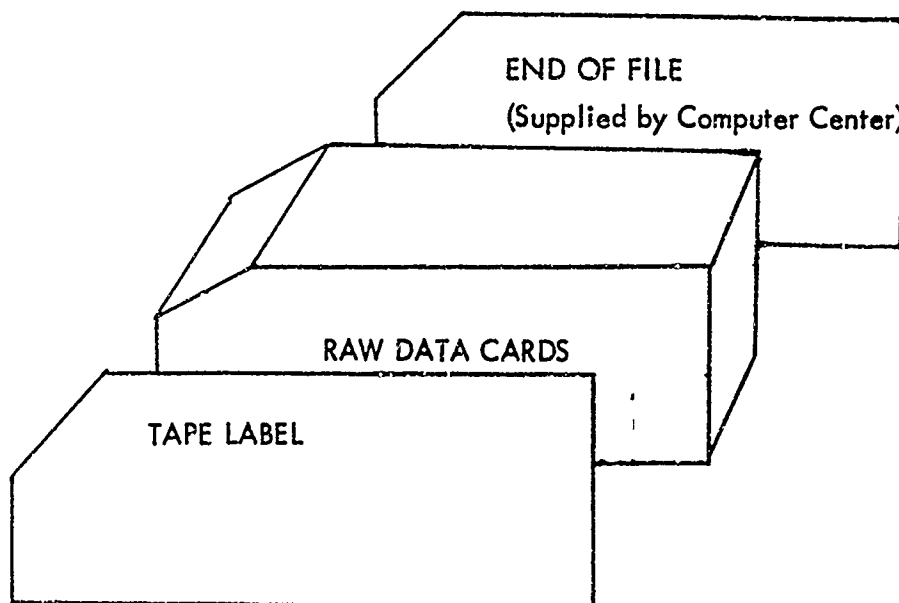 END OF FILE
(Supplied by Computer Center)
RAW DATA CARDS
TAPE LABEL